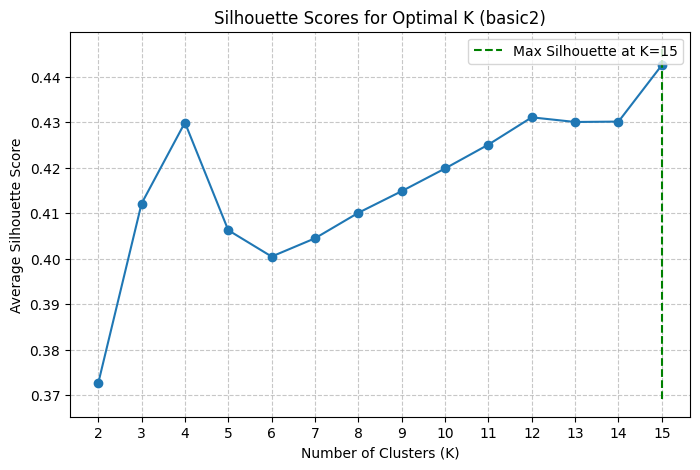 Silhouette Scores for Optimal K (basic2)
Max Silhouette at K=15
Average Silhouette Score
0.44
0.43
0.42
0.41
0.40
0.39
0.38
0.37
2 3 4 5 6 7 8 9 10 11 12 13 14 15
Number of Clusters (K)